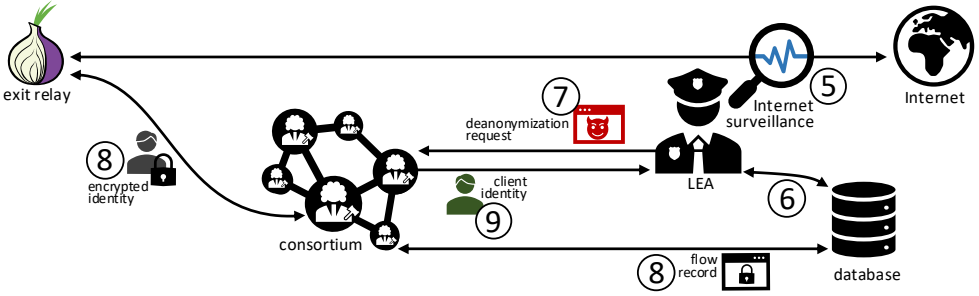 exit relay
5
Internet
surveillance
Internet
7
deanonymization
request
8
encrypted
identity
LEA
client
identity
9
6
consortium
8
flow
record
database